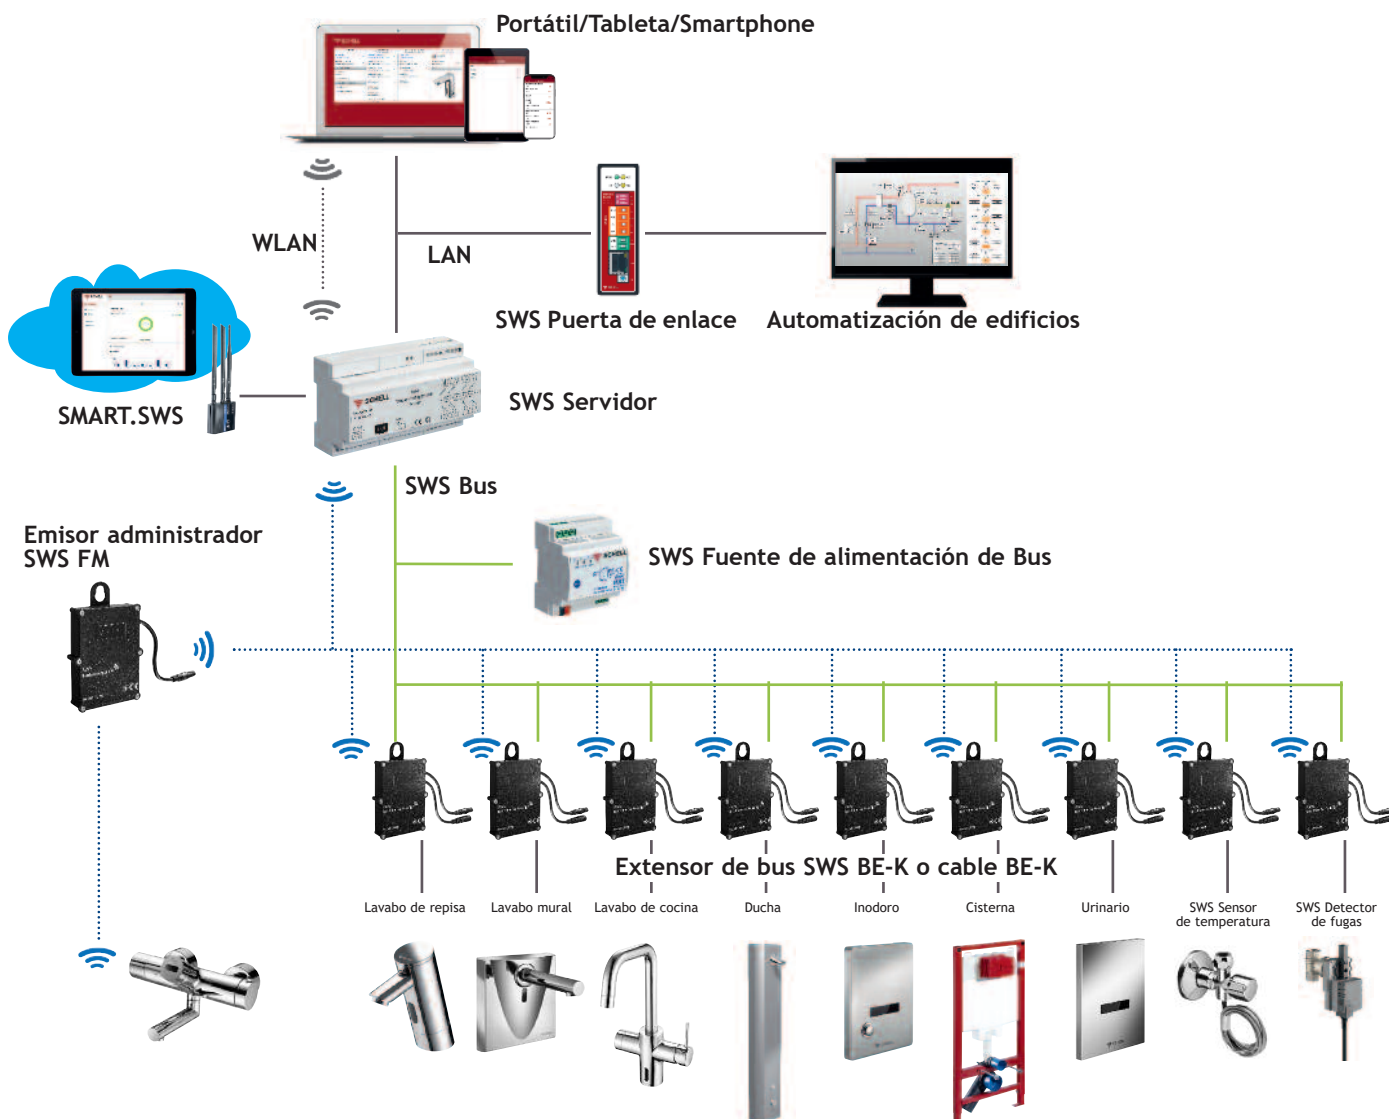 Portátil/Tableta/Smartphone
WLAN
LAN
SWS Puerta de enlace
Automatización de edificios
SMART.SWS
SCHELL
SWS Servidor
SWS Bus
Emisor administrador
SWS FM
SCHELL
SWS Fuente de alimentación de Bus
Extensor de bus SWS BE-K o cable BE-K
Lavabo de repisa
Lavabo mural
Lavabo de cocina
Ducha
Inodoro
Cisterna
Urinario
SWS Sensor
de temperatura
SWS Detector
de fugas